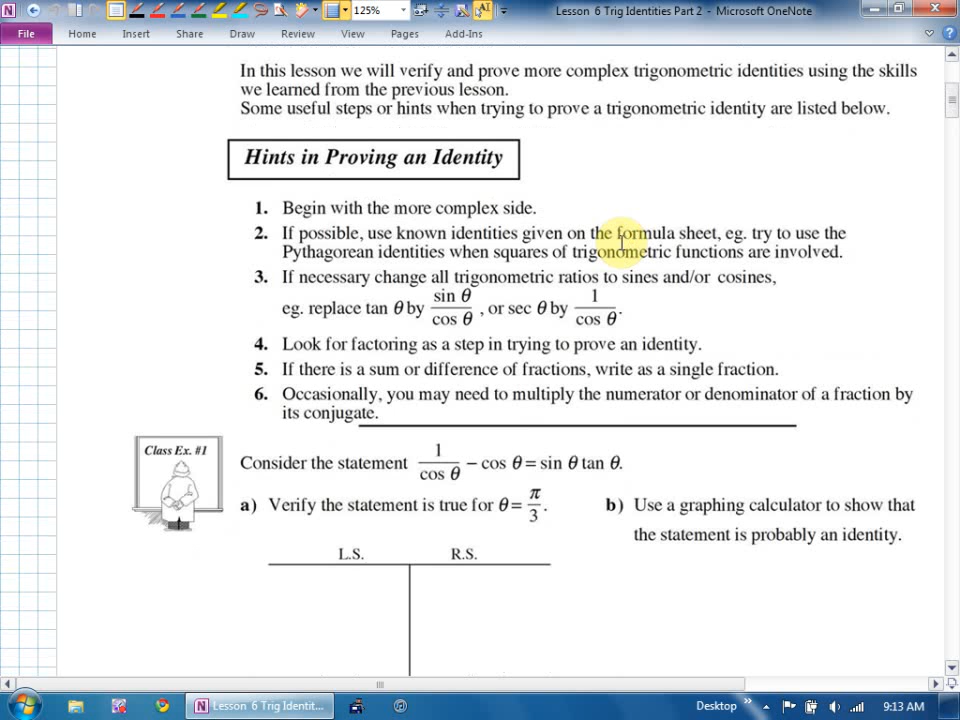 Lesson 6 Trig Identities Part 2 - Microsoft OneNote
125%
File Home Insert Share Draw Review View Pages Add-Ins
In this lesson we will verify and prove more complex trigonometric identities using the skills
we learned from the previous lesson.
Some useful steps or hints when trying to prove a trigonometric identity are listed below.
Hints in Proving an Identity
1. Begin with the more complex side.
2. If possible, use known identities given on the formula sheet, eg. try to use the
Pythagorean identities when squares of trigonometric functions are involved.
3. If necessary change all trigonometric ratios to sines and/or cosines,
eg. replace tan θ by sin θ / cos θ , or sec θ by 1 / cos θ.
4. Look for factoring as a step in trying to prove an identity.
5. If there is a sum or difference of fractions, write as a single fraction.
6. Occasionally, you may need to multiply the numerator or denominator of a fraction by
its conjugate.
Class Ex. #1
Consider the statement 1 / cos θ − cos θ = sin θ tan θ.
a) Verify the statement is true for θ = π / 3.
b) Use a graphing calculator to show that
the statement is probably an identity.
L.S. R.S.
Lesson 6 Trig Identit...
Desktop
9:13 AM